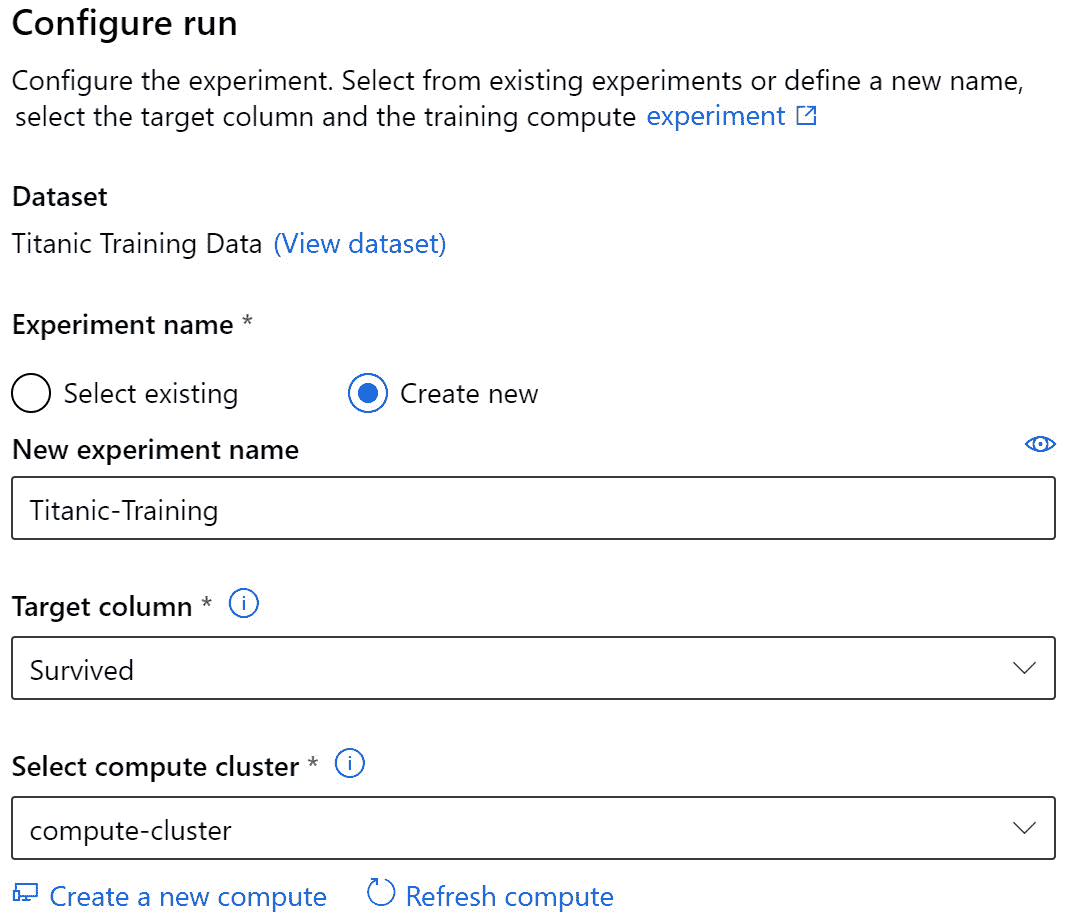 Configure run
Configure the experiment. Select from existing experiments or define a new name,
select the target column and the training compute experiment
Dataset
Titanic Training Data (View dataset)
Experiment name *
Select existing Create new
New experiment name
Titanic-Training
Target column * i
Survived
Select compute cluster * i
compute-cluster
Create a new compute Refresh compute